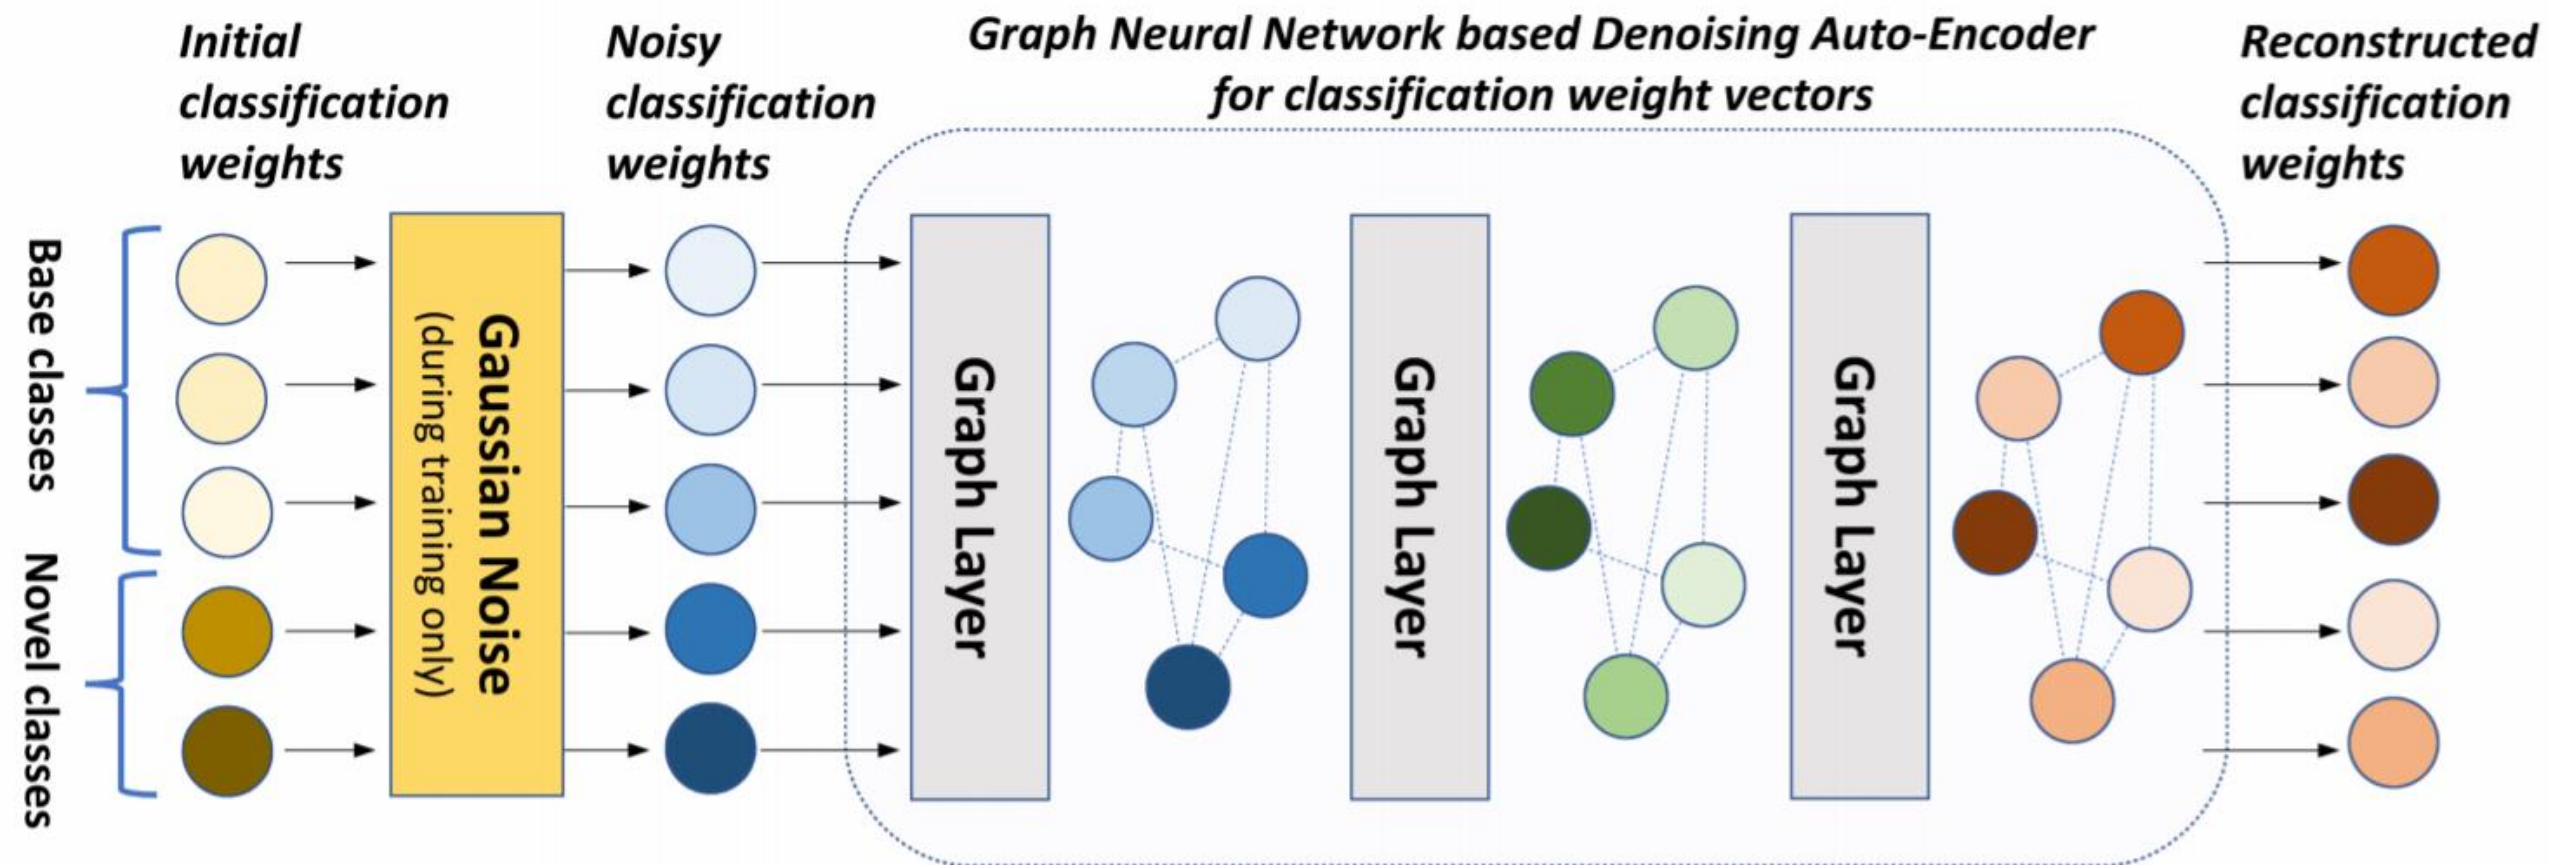 Initial
classification
weights
Noisy
classification
weights
Graph Neural Network based Denoising Auto-Encoder
for classification weight vectors
Reconstructed
classification
weights
Base classes
Novel classes
Gaussian Noise
(during training only)
Graph Layer
Graph Layer
Graph Layer